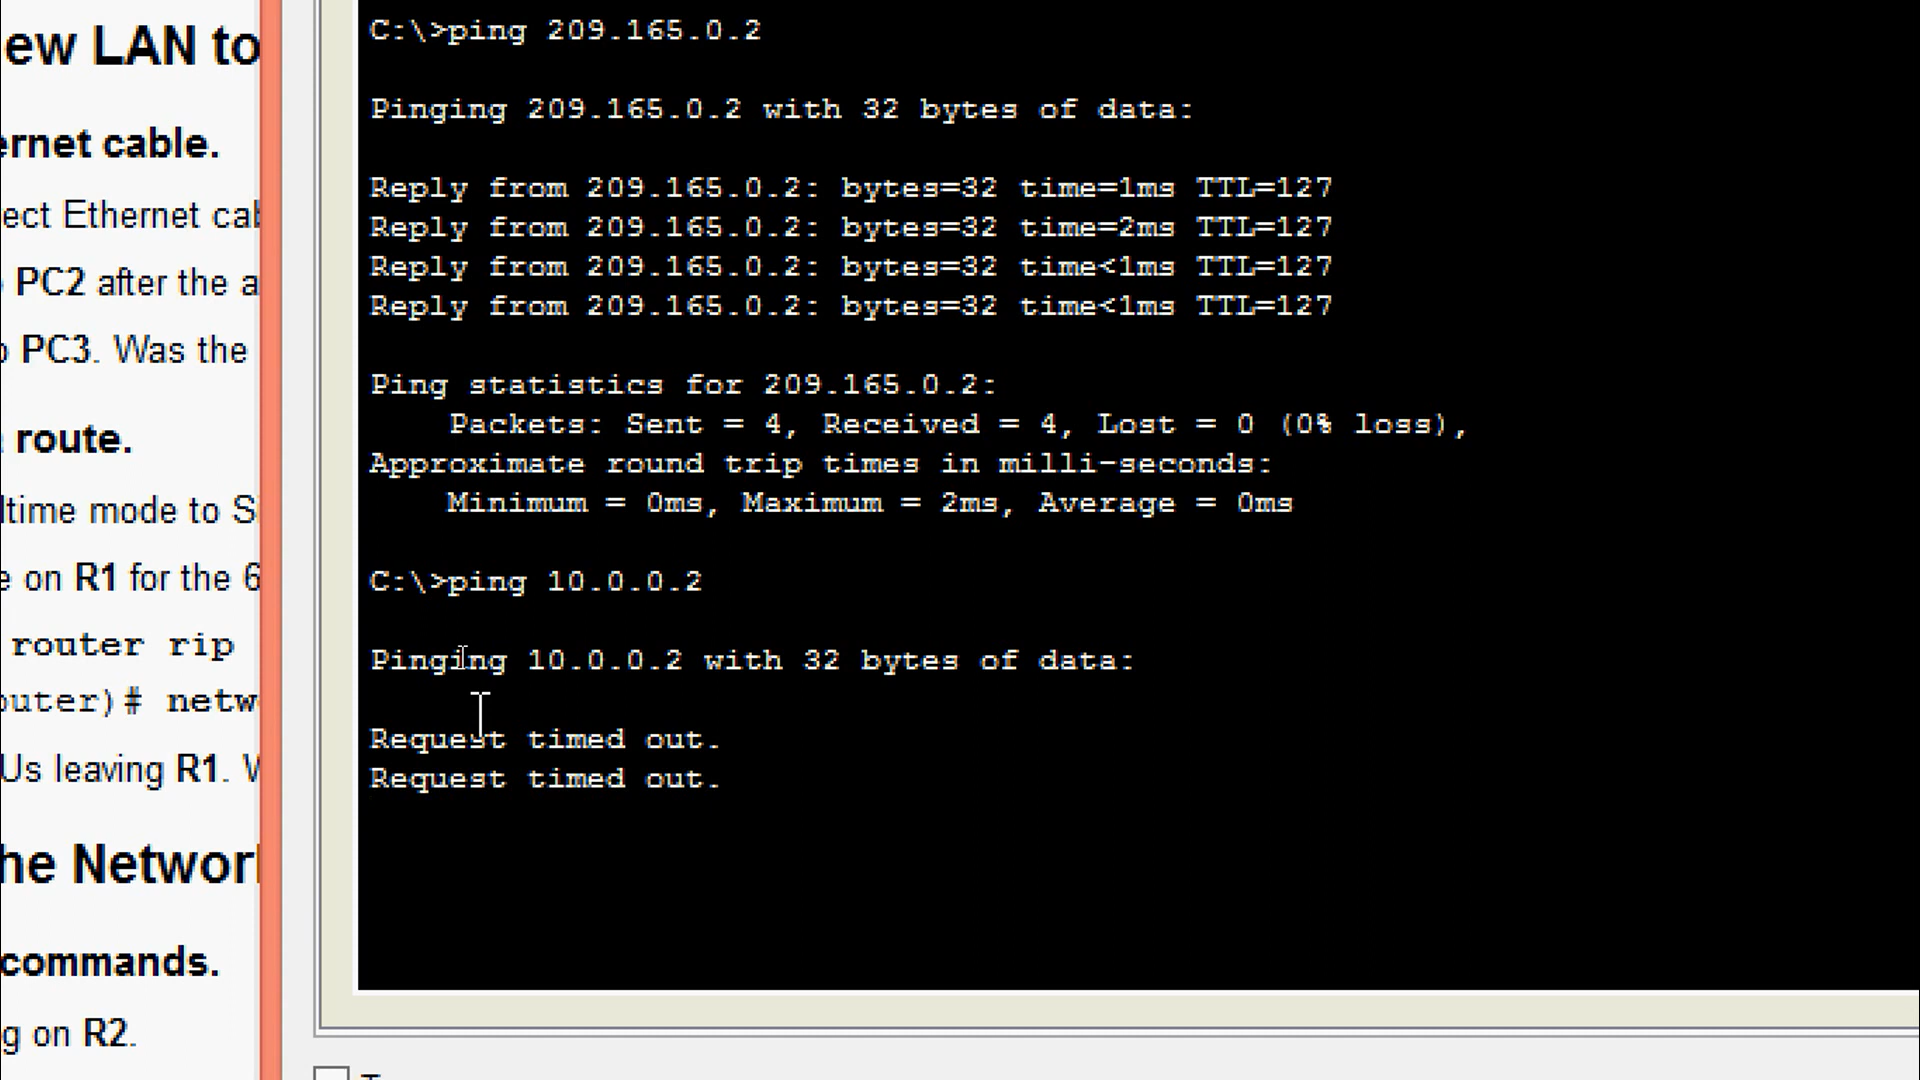 ew LAN to
ernet cable.
ect Ethernet cab
PC2 after the a
PC3. Was the
route.
ltime mode to S
e on R1 for the 6
router rip
outer)# netw
Us leaving R1.
he Network
commands.
g on R2.
C:\>ping 209.165.0.2
Pinging 209.165.0.2 with 32 bytes of data:
Reply from 209.165.0.2: bytes=32 time=1ms TTL=127
Reply from 209.165.0.2: bytes=32 time=2ms TTL=127
Reply from 209.165.0.2: bytes=32 time<1ms TTL=127
Reply from 209.165.0.2: bytes=32 time<1ms TTL=127
Ping statistics for 209.165.0.2:
Packets: Sent = 4, Received = 4, Lost = 0 (0% loss),
Approximate round trip times in milli-seconds:
Minimum = 0ms, Maximum = 2ms, Average = 0ms
C:\>ping 10.0.0.2
Pinging 10.0.0.2 with 32 bytes of data:
Request timed out.
Request timed out.